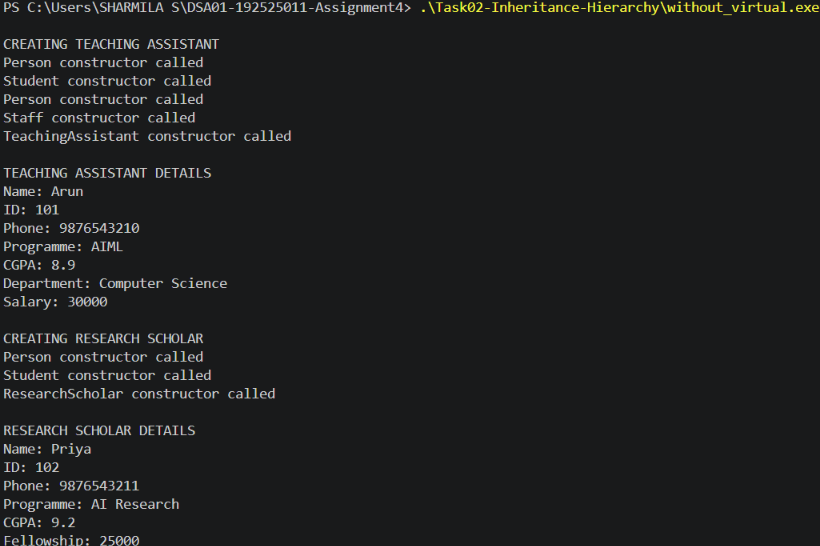 PS C:\Users\SHARMILA S\DSA01-192525011-Assignment4> .\Task02-Inheritance-Hierarchy\without_virtual.exe
CREATING TEACHING ASSISTANT
Person constructor called
Student constructor called
Person constructor called
Staff constructor called
TeachingAssistant constructor called
TEACHING ASSISTANT DETAILS
Name: Arun
ID: 101
Phone: 9876543210
Programme: AIML
CGPA: 8.9
Department: Computer Science
Salary: 30000
CREATING RESEARCH SCHOLAR
Person constructor called
Student constructor called
ResearchScholar constructor called
RESEARCH SCHOLAR DETAILS
Name: Priya
ID: 102
Phone: 9876543211
Programme: AI Research
CGPA: 9.2
Fellowship: 25000